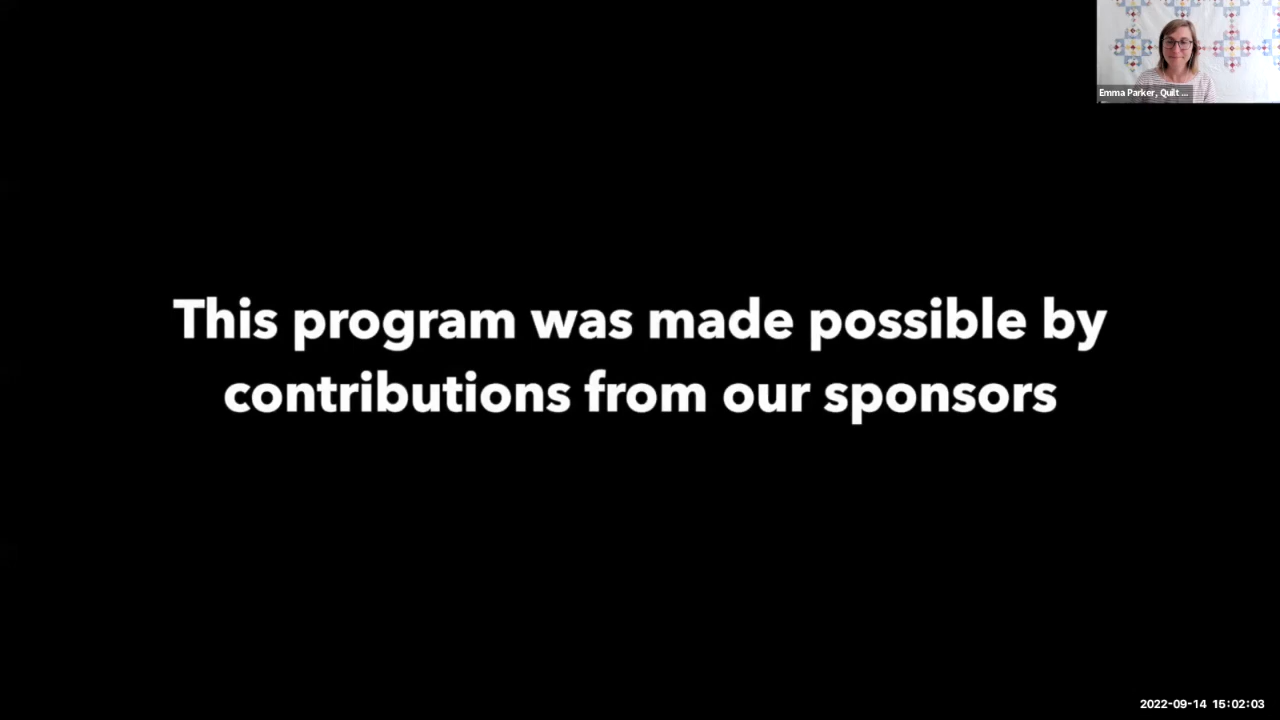 Emma Parker, Quilt ...
This program was made possible by
contributions from our sponsors
2022-09-14 15:02:03